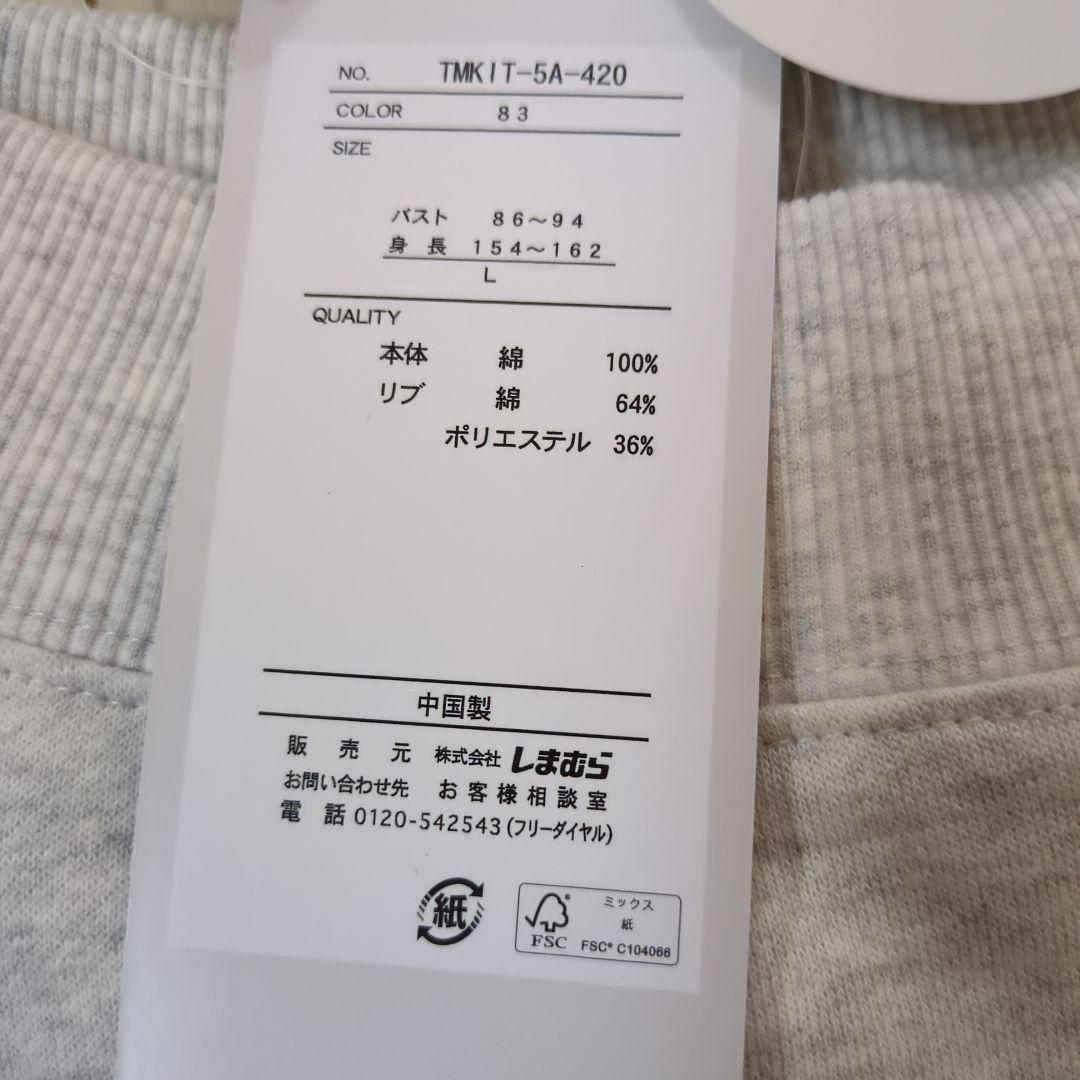 NO. TMKIT-5A-420
COLOR 83
SIZE
バスト 86～94
身長 154～162
L
QUALITY
本体 綿 100%
リブ 綿 64%
ポリエステル 36%
中国製
販売元 株式会社 しまむら
お問い合わせ先 お客様相談室
電話 0120-542543(フリーダイヤル)
紙
FSC®
ミックス
紙
FSC® C104066